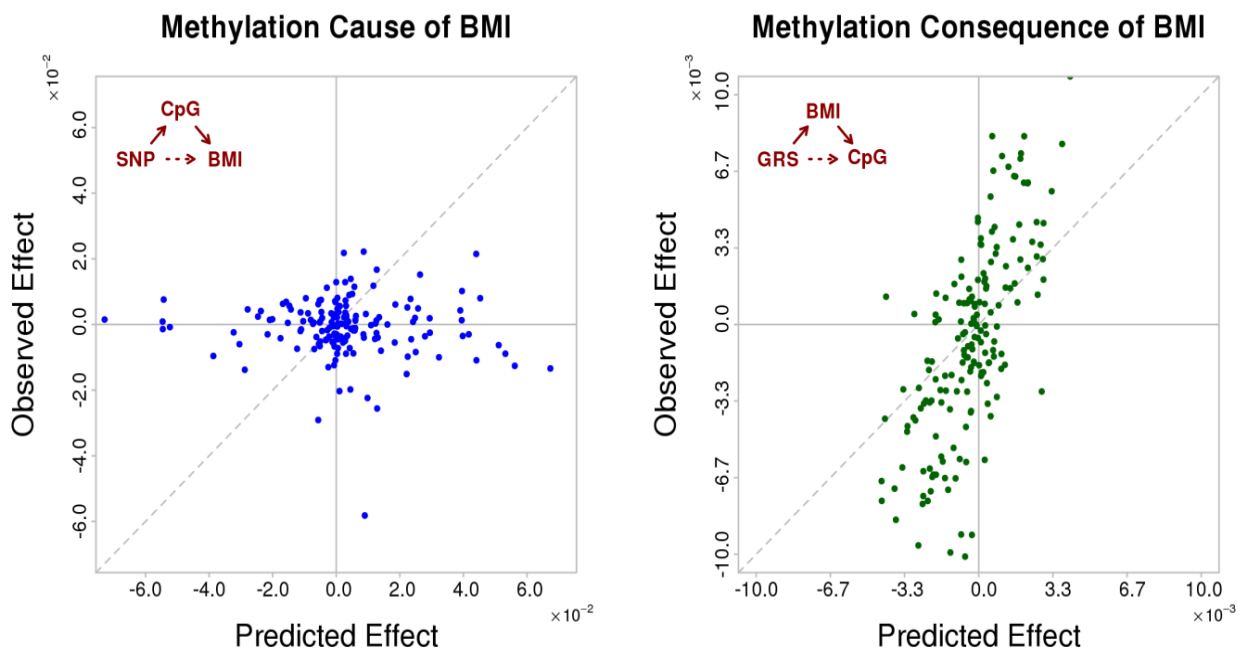 Methylation Cause of BMI
×10⁻²
Observed Effect
6.0
4.0
2.0
0.0
-2.0
-4.0
-6.0
CpG
SNP
BMI
-6.0 -4.0 -2.0 0.0 2.0 4.0 6.0
×10⁻²
Predicted Effect
Methylation Consequence of BMI
×10⁻³
Observed Effect
10.0
6.7
3.3
0.0
-3.3
-6.7
-10.0
BMI
GRS
CpG
-10.0 -6.7 -3.3 0.0 3.3 6.7 10.0
×10⁻³
Predicted Effect